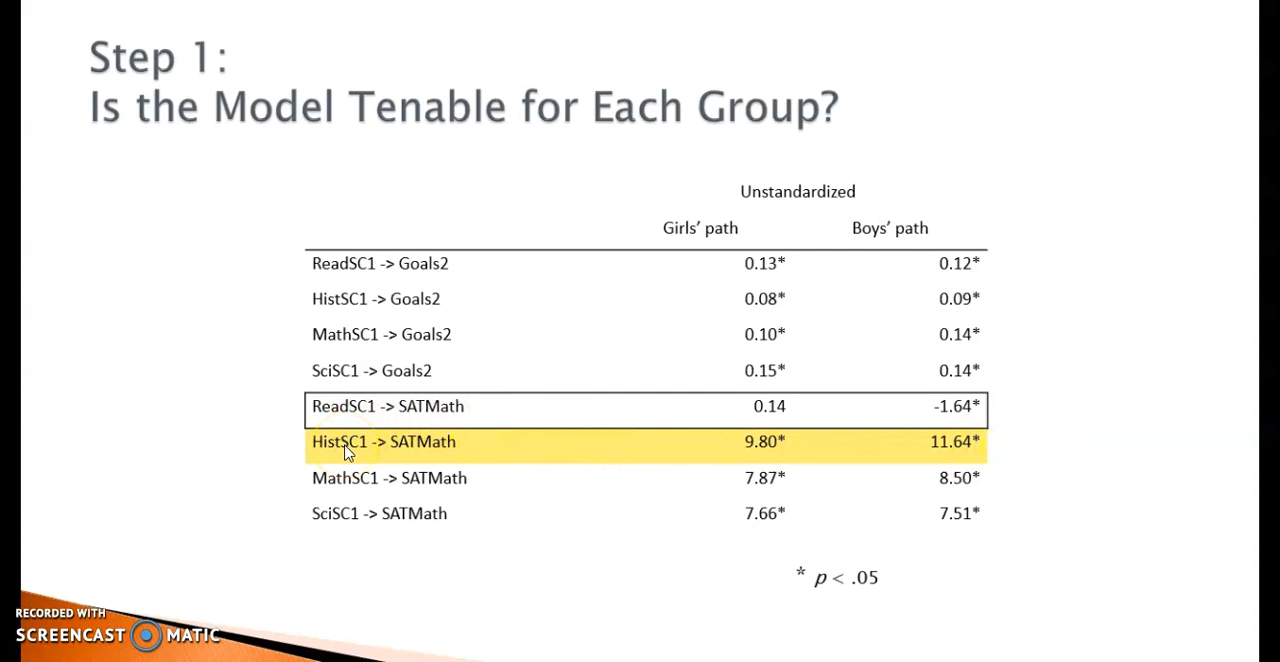 Step 1:
Is the Model Tenable for Each Group?
Unstandardized
Girls’ path Boys’ path
ReadSC1 -> Goals2 0.13* 0.12*
HistSC1 -> Goals2 0.08* 0.09*
MathSC1 -> Goals2 0.10* 0.14*
SciSC1 -> Goals2 0.15* 0.14*
ReadSC1 -> SATMath 0.14 -1.64*
HistSC1 -> SATMath 9.80* 11.64*
MathSC1 -> SATMath 7.87* 8.50*
SciSC1 -> SATMath 7.66* 7.51*
* p < .05
RECORDED WITH
SCREENCAST MATIC